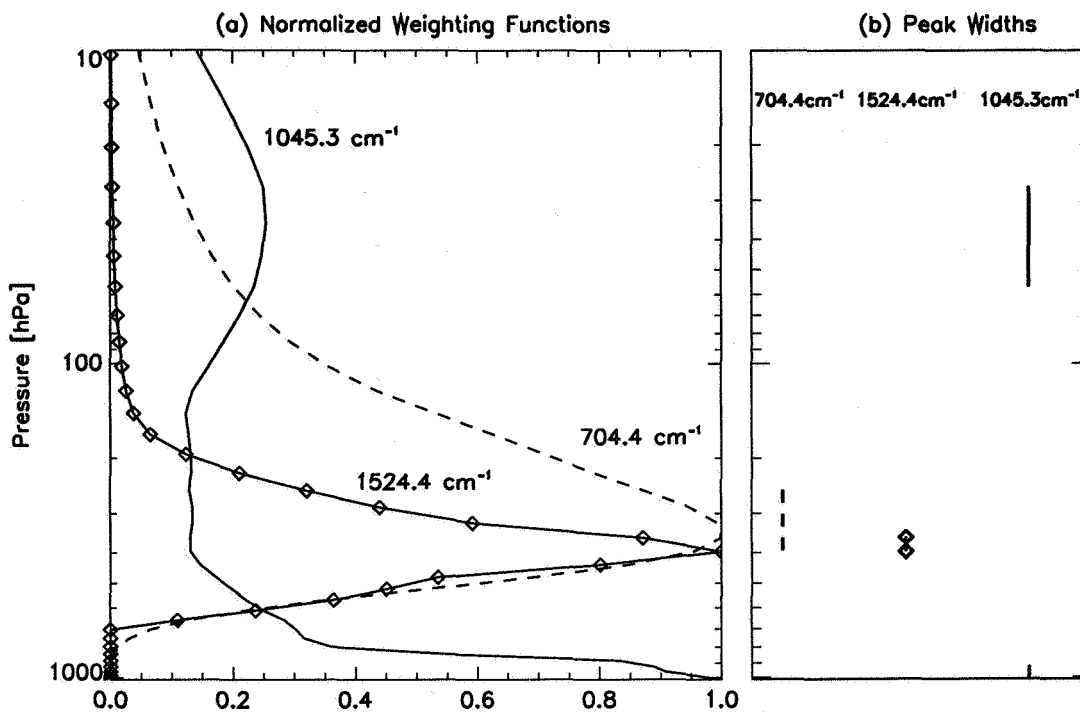 (a) Normalized Weighting Functions
(b) Peak Widths
10
100
1000
Pressure [hPa]
1045.3 cm⁻¹
704.4 cm⁻¹
1524.4 cm⁻¹
0.0 0.2 0.4 0.6 0.8 1.0
704.4cm⁻¹ 1524.4cm⁻¹ 1045.3cm⁻¹